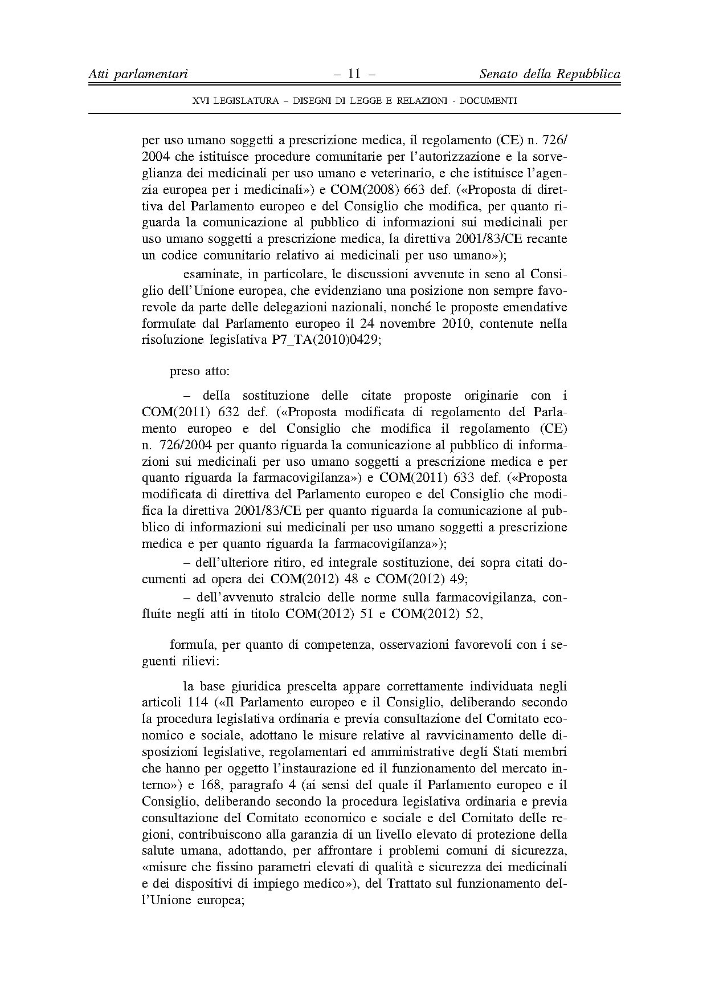 Atti parlamentari – 11 – Senato della Repubblica
XVI LEGISLATURA – DISEGNI DI LEGGE E RELAZIONI - DOCUMENTI
per uso umano soggetti a prescrizione medica, il regolamento (CE) n. 726/
2004 che istituisce procedure comunitarie per l’autorizzazione e la sorve-
glianza dei medicinali per uso umano e veterinario, e che istituisce l’agen-
zia europea per i medicinali») e COM(2008) 663 def. («Proposta di diret-
tiva del Parlamento europeo e del Consiglio che modifica, per quanto ri-
guarda la comunicazione al pubblico di informazioni sui medicinali per
uso umano soggetti a prescrizione medica, la direttiva 2001/83/CE recante
un codice comunitario relativo ai medicinali per uso umano»);
esaminate, in particolare, le discussioni avvenute in seno al Consi-
glio dell’Unione europea, che evidenziano una posizione non sempre favo-
revole da parte delle delegazioni nazionali, nonché le proposte emendative
formulate dal Parlamento europeo il 24 novembre 2010, contenute nella
risoluzione legislativa P7_TA(2010)0429;
preso atto:
– della sostituzione delle citate proposte originarie con i
COM(2011) 632 def. («Proposta modificata di regolamento del Parla-
mento europeo e del Consiglio che modifica il regolamento (CE)
n. 726/2004 per quanto riguarda la comunicazione al pubblico di informa-
zioni sui medicinali per uso umano soggetti a prescrizione medica e per
quanto riguarda la farmacovigilanza») e COM(2011) 633 def. («Proposta
modificata di direttiva del Parlamento europeo e del Consiglio che modi-
fica la direttiva 2001/83/CE per quanto riguarda la comunicazione al pub-
blico di informazioni sui medicinali per uso umano soggetti a prescrizione
medica e per quanto riguarda la farmacovigilanza»);
– dell’ulteriore ritiro, ed integrale sostituzione, dei sopra citati do-
cumenti ad opera dei COM(2012) 48 e COM(2012) 49;
– dell’avvenuto stralcio delle norme sulla farmacovigilanza, con-
fluite negli atti in titolo COM(2012) 51 e COM(2012) 52,
formula, per quanto di competenza, osservazioni favorevoli con i se-
guenti rilievi:
la base giuridica prescelta appare correttamente individuata negli
articoli 114 («Il Parlamento europeo e il Consiglio, deliberando secondo
la procedura legislativa ordinaria e previa consultazione del Comitato eco-
nomico e sociale, adottano le misure relative al ravvicinamento delle di-
sposizioni legislative, regolamentari ed amministrative degli Stati membri
che hanno per oggetto l’instaurazione ed il funzionamento del mercato in-
terno») e 168, paragrafo 4 (ai sensi del quale il Parlamento europeo e il
Consiglio, deliberando secondo la procedura legislativa ordinaria e previa
consultazione del Comitato economico e sociale e del Comitato delle re-
gioni, contribuiscono alla garanzia di un livello elevato di protezione della
salute umana, adottando, per affrontare i problemi comuni di sicurezza,
«misure che fissino parametri elevati di qualità e sicurezza dei medicinali
e dei dispositivi di impiego medico»), del Trattato sul funzionamento del-
l’Unione europea;